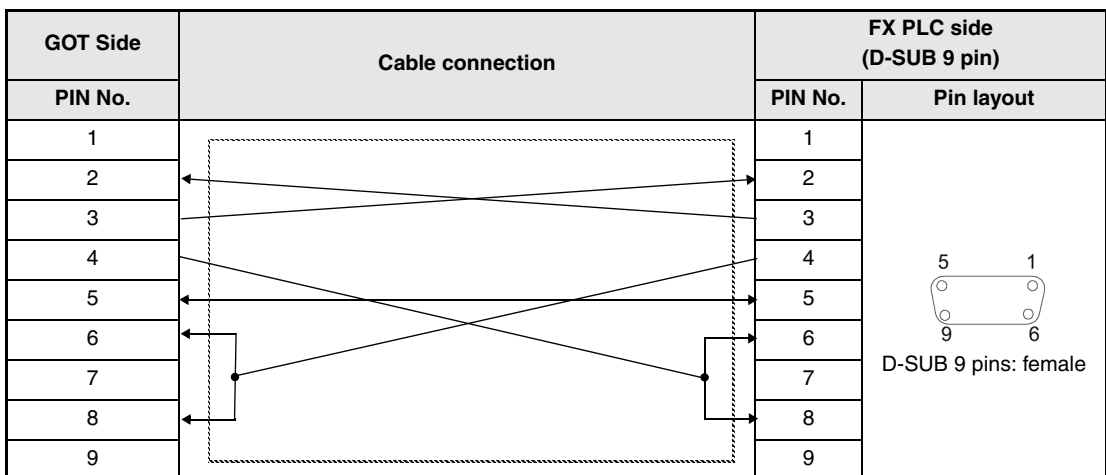 GOT Side
Cable connection
FX PLC side
(D-SUB 9 pin)
PIN No.
PIN No.
Pin layout
1
1
2
2
3
3
4
4
5
5
6
6
7
7
8
8
9
9
5 1
9 6
D-SUB 9 pins: female